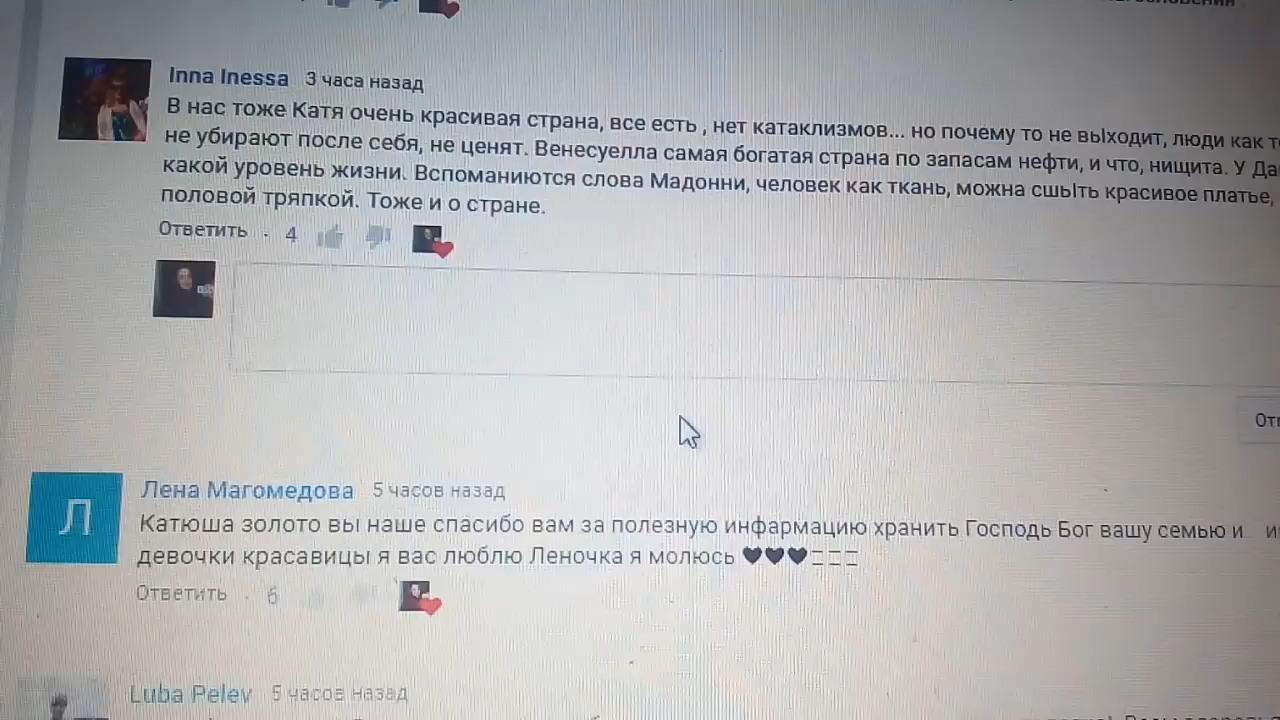 Inna Inessa 3 часа назад
В нас тоже Катя очень красивая страна, все есть , нет катаклизмов... но почему то не выходит, люди как
не убирают после себя, не ценят. Венесуелла самая богатая страна по запасам нефти, и что, нищита. У
какой уровень жизни. Вспоманиются слова Мадонни, человек как ткань, можна сшыть красивое платье,
половой тряпкой. Тоже и о стране.
Ответить · 4
Лена Магомедова 5 часов назад
Катюша золото вы наше спасибо вам за полезную инфармацию хранить Господь Бог вашу семью и
девочки красавицы я вас люблю Леночка я молюсь ♥♥♥
Ответить · 6
Luba Pelev 5 часов назад